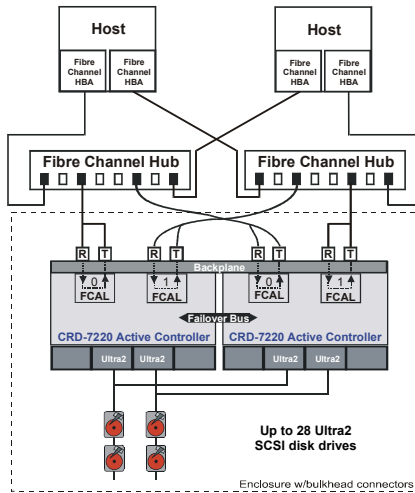 Host
Host
Fibre
Channel
HBA
Fibre
Channel
HBA
Fibre
Channel
HBA
Fibre
Channel
HBA
Fibre Channel Hub
Fibre Channel Hub
R T R T R T R T
Backplane
0
FCAL
1
FCAL
0
FCAL
1
FCAL
Failover Bus
CRD-7220 Active Controller
CRD-7220 Active Controller
Ultra2 Ultra2 Ultra2 Ultra2
Up to 28 Ultra2
SCSI disk drives
Enclosure w/bulkhead connectors